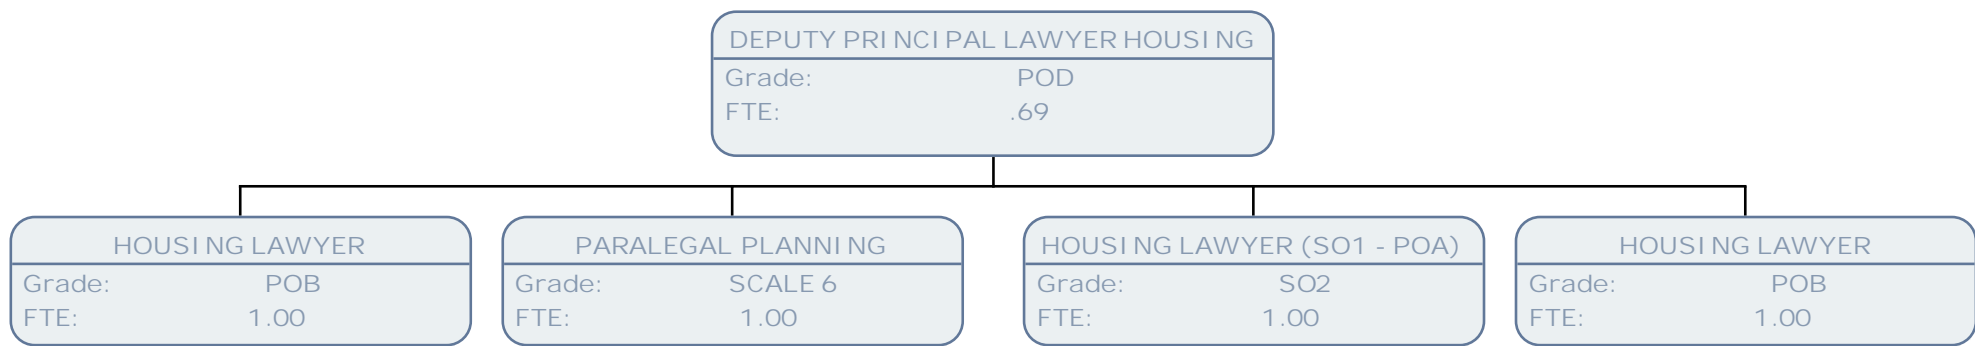 DEPUTY PRINCIPAL LAWYER HOUSING
Grade: POD
FTE: .69
HOUSING LAWYER
Grade: POB
FTE: 1.00
PARALEGAL PLANNING
Grade: SCALE 6
FTE: 1.00
HOUSING LAWYER (SO1 - POA)
Grade: SO2
FTE: 1.00
HOUSING LAWYER
Grade: POB
FTE: 1.00